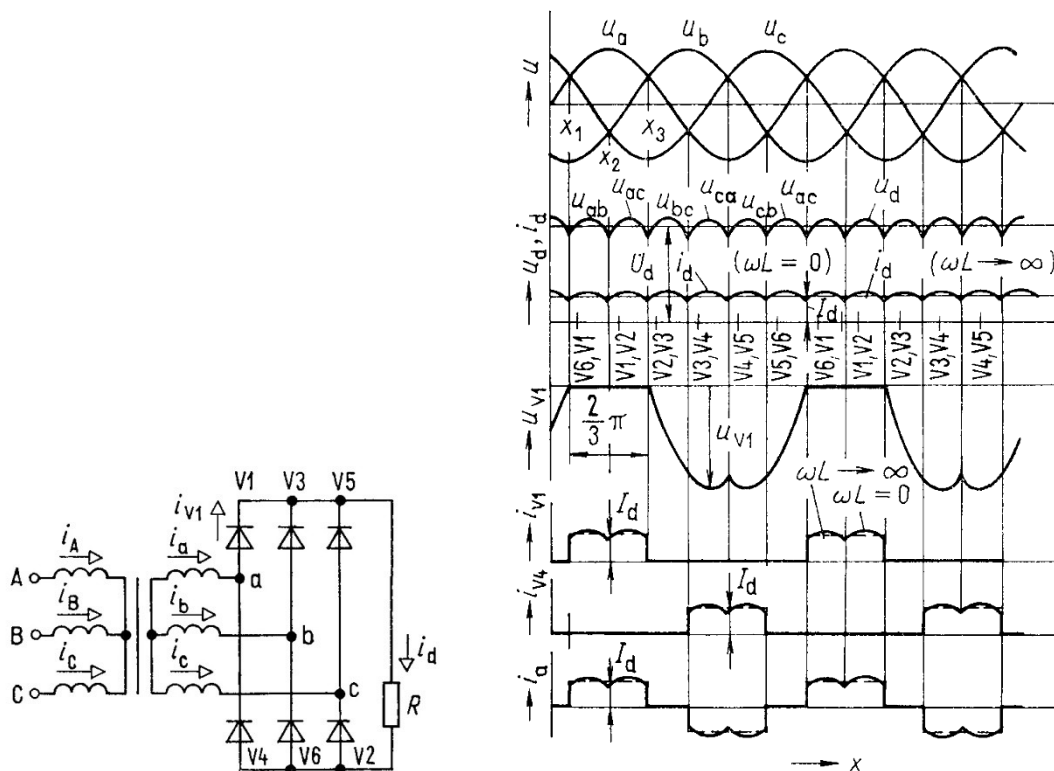 V1 V3 V5
i_V1
i_A i_a
A a
i_B i_b
B b
i_C i_c
C c
i_d
R
V4 V6 V2
u
u_a u_b u_c
x_1 x_2 x_3
u_d, i_d
u_ab u_ac u_bc u_ca u_cb u_ac u_d
U_d i_d (ωL = 0) i_d (ωL → ∞)
I_d
V6,V1 V1,V2 V2,V3 V3,V4 V4,V5 V5,V6 V6,V1 V1,V2 V2,V3 V3,V4 V4,V5
u_V1
2/3 π
u_V1
ωL → ∞
ωL = 0
i_V1
I_d
i_V4
I_d
i_a
I_d
x